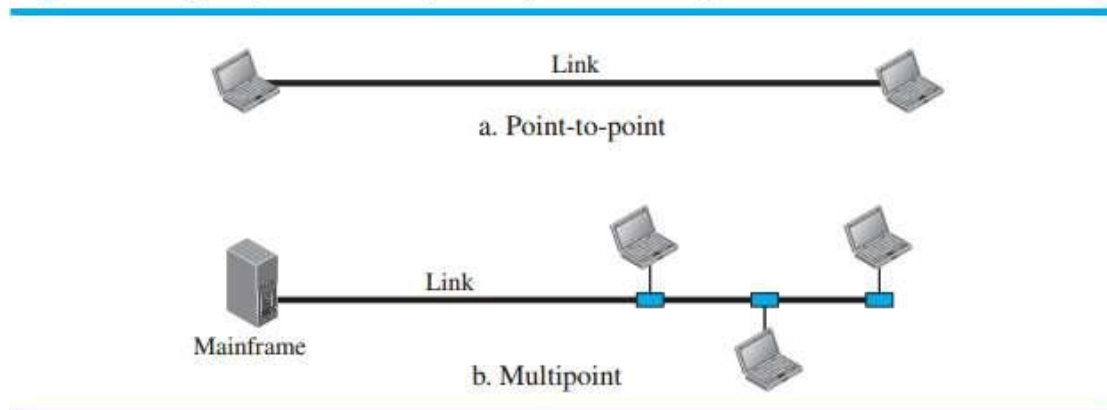 Link
a. Point-to-point
Link
Mainframe
b. Multipoint